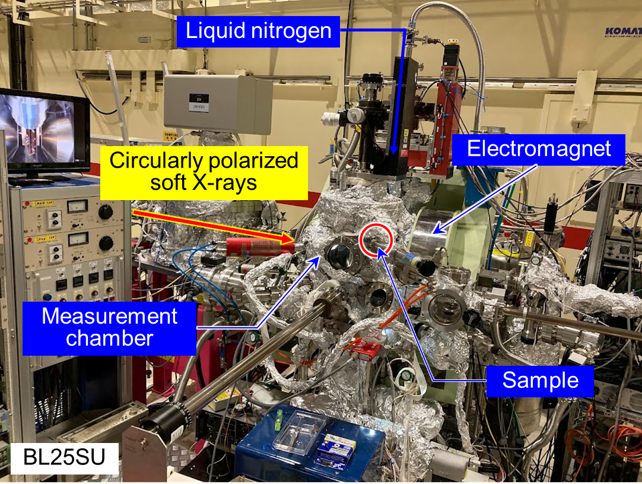 Liquid nitrogen
KOMAT
Electromagnet
Circularly polarized
soft X-rays
Measurement
chamber
Sample
BL25SU